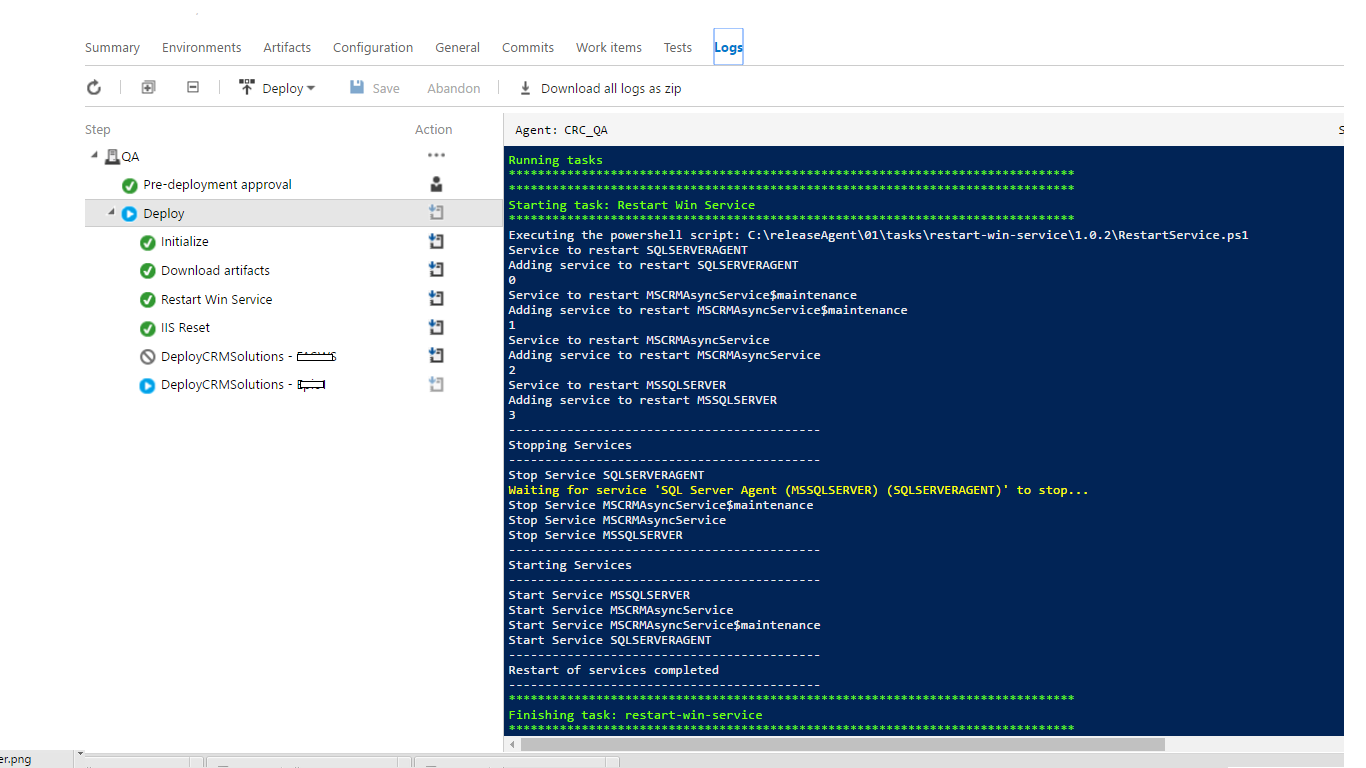 Summary Environments Artifacts Configuration General Commits Work items Tests Logs
Deploy Save Abandon Download all logs as zip
Step Action
QA
Pre-deployment approval
Deploy
Initialize
Download artifacts
Restart Win Service
IIS Reset
DeployCRMSolutions -
DeployCRMSolutions -
Agent: CRC_QA S
Running tasks
******************************************************************************
******************************************************************************
Starting task: Restart Win Service
******************************************************************************
Executing the powershell script: C:\releaseAgent\01\tasks\restart-win-service\1.0.2\RestartService.ps1
Service to restart SQLSERVERAGENT
Adding service to restart SQLSERVERAGENT
0
Service to restart MSCRMAsyncService$maintenance
Adding service to restart MSCRMAsyncService$maintenance
1
Service to restart MSCRMAsyncService
Adding service to restart MSCRMAsyncService
2
Service to restart MSSQLSERVER
Adding service to restart MSSQLSERVER
3
-------------------------------------------
Stopping Services
-------------------------------------------
Stop Service SQLSERVERAGENT
Waiting for service 'SQL Server Agent (MSSQLSERVER) (SQLSERVERAGENT)' to stop...
Stop Service MSCRMAsyncService$maintenance
Stop Service MSCRMAsyncService
Stop Service MSSQLSERVER
-------------------------------------------
Starting Services
-------------------------------------------
Start Service MSSQLSERVER
Start Service MSCRMAsyncService
Start Service MSCRMAsyncService$maintenance
Start Service SQLSERVERAGENT
-------------------------------------------
Restart of services completed
-------------------------------------------
******************************************************************************
Finishing task: restart-win-service
******************************************************************************
er.png